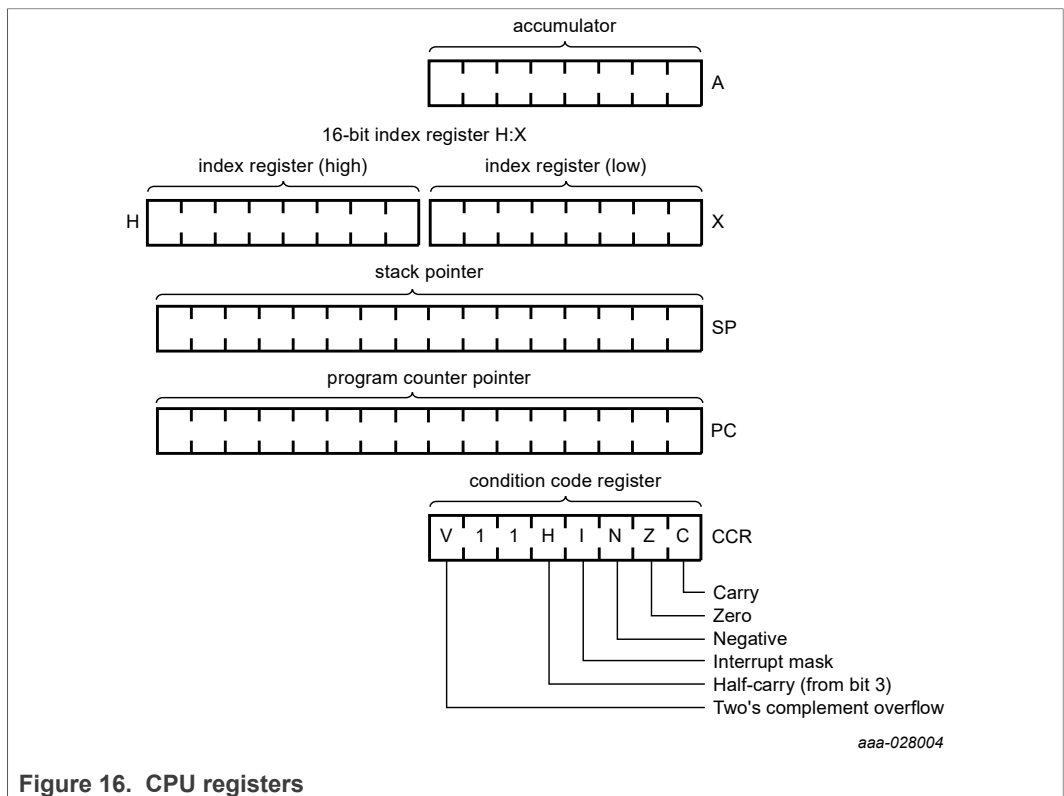 accumulator
A
16-bit index register H:X
index register (high)
index register (low)
H
X
stack pointer
SP
program counter pointer
PC
condition code register
V 1 1 H I N Z C
CCR
Carry
Zero
Negative
Interrupt mask
Half-carry (from bit 3)
Two's complement overflow
aaa-028004
Figure 16. CPU registers